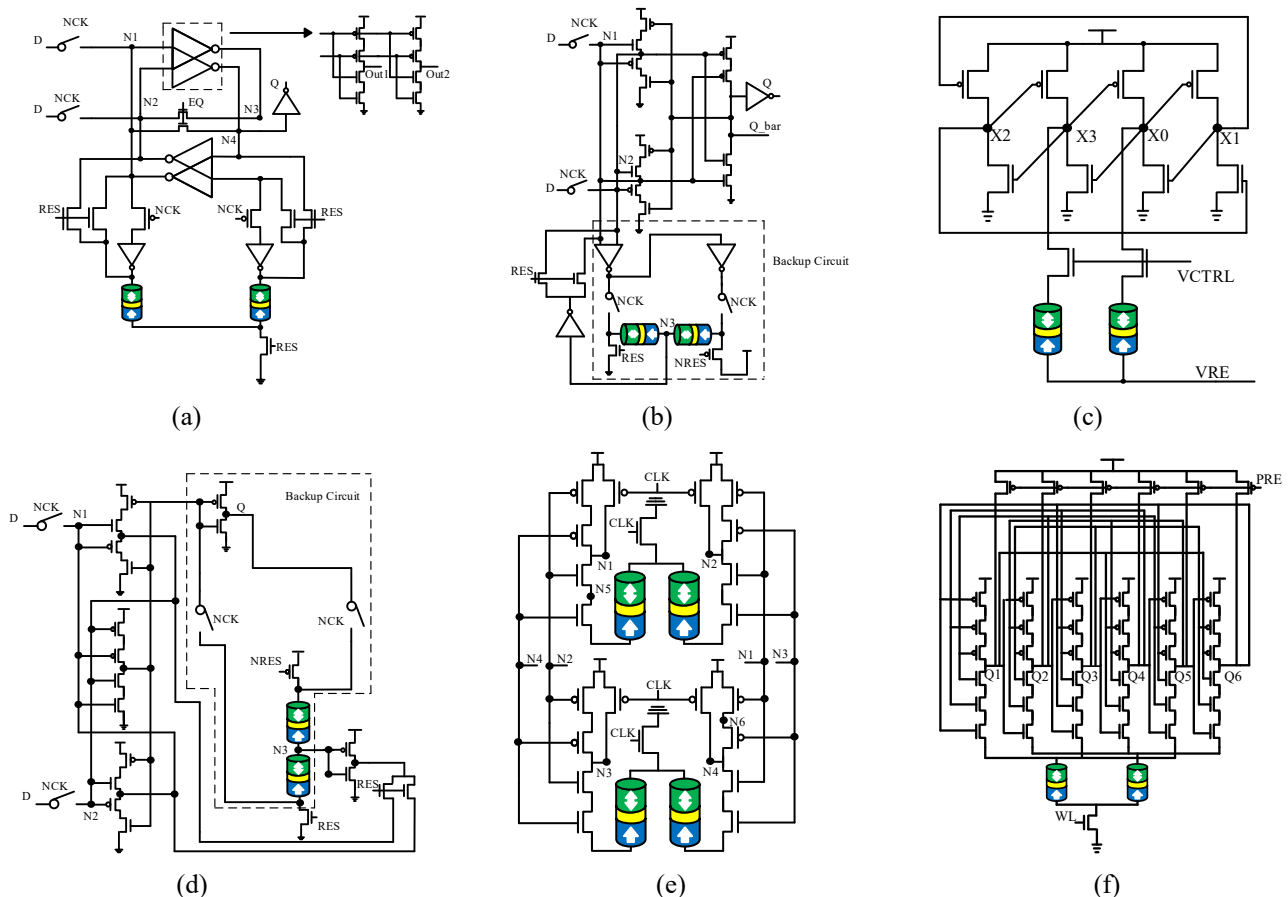 NCK
D
N1
Out1
Out2
NCK
D
N2
EQ
N3
Q
N4
RES
NCK
NCK
RES
RES
(a)
NCK
D
N1
Q
Q_bar
N2
NCK
D
Backup Circuit
RES
NCK
NCK
N3
RES
NRES
(b)
X2
X3
X0
X1
VCTRL
VRE
(c)
Backup Circuit
NCK
D
N1
Q
NCK
NCK
NRES
N3
NCK
D
N2
RES
RES
(d)
CLK
CLK
N1
N2
N5
N4
N2
N1
N3
CLK
CLK
N6
N3
N4
(e)
PRE
Q1
Q2
Q3
Q4
Q5
Q6
WL
(f)